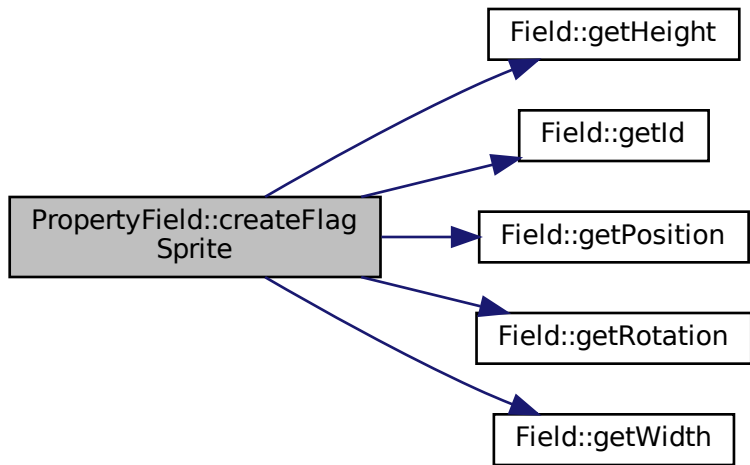 Field::getHeight
Field::getId
PropertyField::createFlag
Sprite
Field::getPosition
Field::getRotation
Field::getWidth